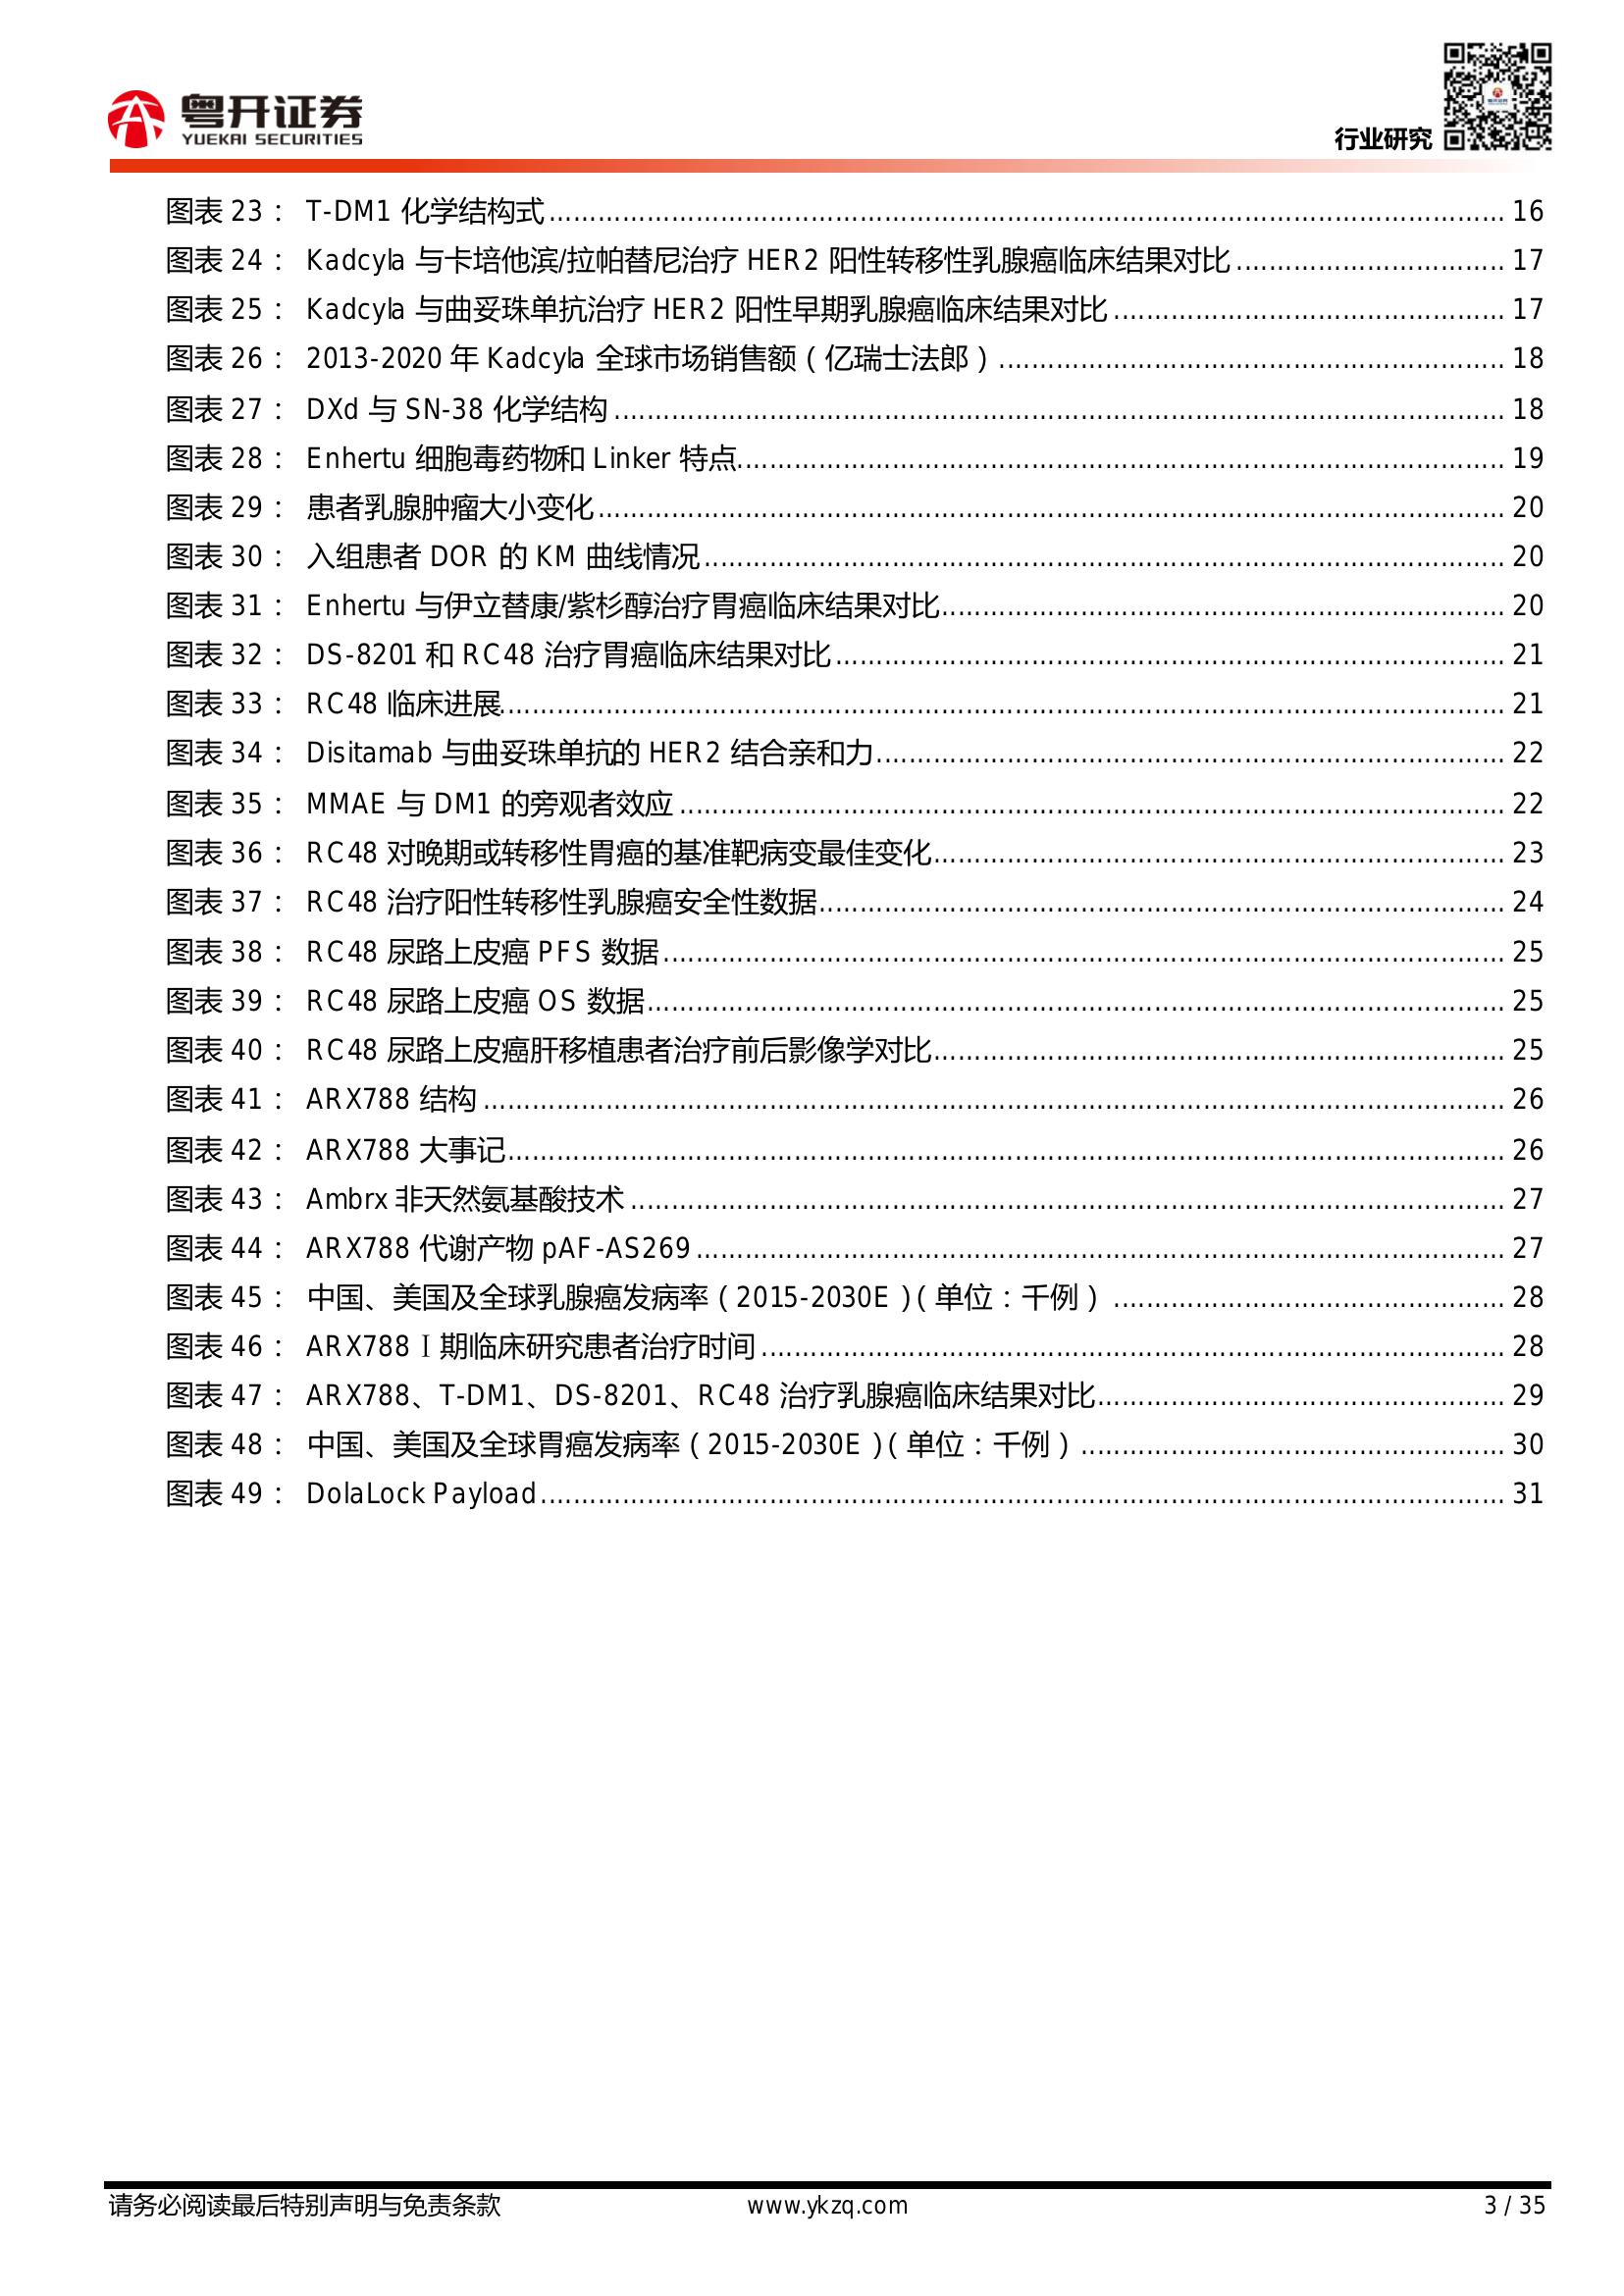 粤开证券
YUEKAI SECURITIES
行业研究
图表 23： T-DM1 化学结构式 16
图表 24： Kadcyla 与卡培他滨/拉帕替尼治疗 HER2 阳性转移性乳腺癌临床结果对比 17
图表 25： Kadcyla 与曲妥珠单抗治疗 HER2 阳性早期乳腺癌临床结果对比 17
图表 26： 2013-2020 年 Kadcyla 全球市场销售额（亿瑞士法郎） 18
图表 27： DXd 与 SN-38 化学结构 18
图表 28： Enhertu 细胞毒药物和 Linker 特点 19
图表 29： 患者乳腺肿瘤大小变化 20
图表 30： 入组患者 DOR 的 KM 曲线情况 20
图表 31： Enhertu 与伊立替康/紫杉醇治疗胃癌临床结果对比 20
图表 32： DS-8201 和 RC48 治疗胃癌临床结果对比 21
图表 33： RC48 临床进展 21
图表 34： Disitamab 与曲妥珠单抗的 HER2 结合亲和力 22
图表 35： MMAE 与 DM1 的旁观者效应 22
图表 36： RC48 对晚期或转移性胃癌的基准靶病变最佳变化 23
图表 37： RC48 治疗阳性转移性乳腺癌安全性数据 24
图表 38： RC48 尿路上皮癌 PFS 数据 25
图表 39： RC48 尿路上皮癌 OS 数据 25
图表 40： RC48 尿路上皮癌肝移植患者治疗前后影像学对比 25
图表 41： ARX788 结构 26
图表 42： ARX788 大事记 26
图表 43： Ambrx 非天然氨基酸技术 27
图表 44： ARX788 代谢产物 pAF-AS269 27
图表 45： 中国、美国及全球乳腺癌发病率（2015-2030E）（单位：千例） 28
图表 46： ARX788Ⅰ期临床研究患者治疗时间 28
图表 47： ARX788、T-DM1、DS-8201、RC48 治疗乳腺癌临床结果对比 29
图表 48： 中国、美国及全球胃癌发病率（2015-2030E）（单位：千例） 30
图表 49： DolaLock Payload 31
请务必阅读最后特别声明与免责条款 www.ykzq.com 3 / 35